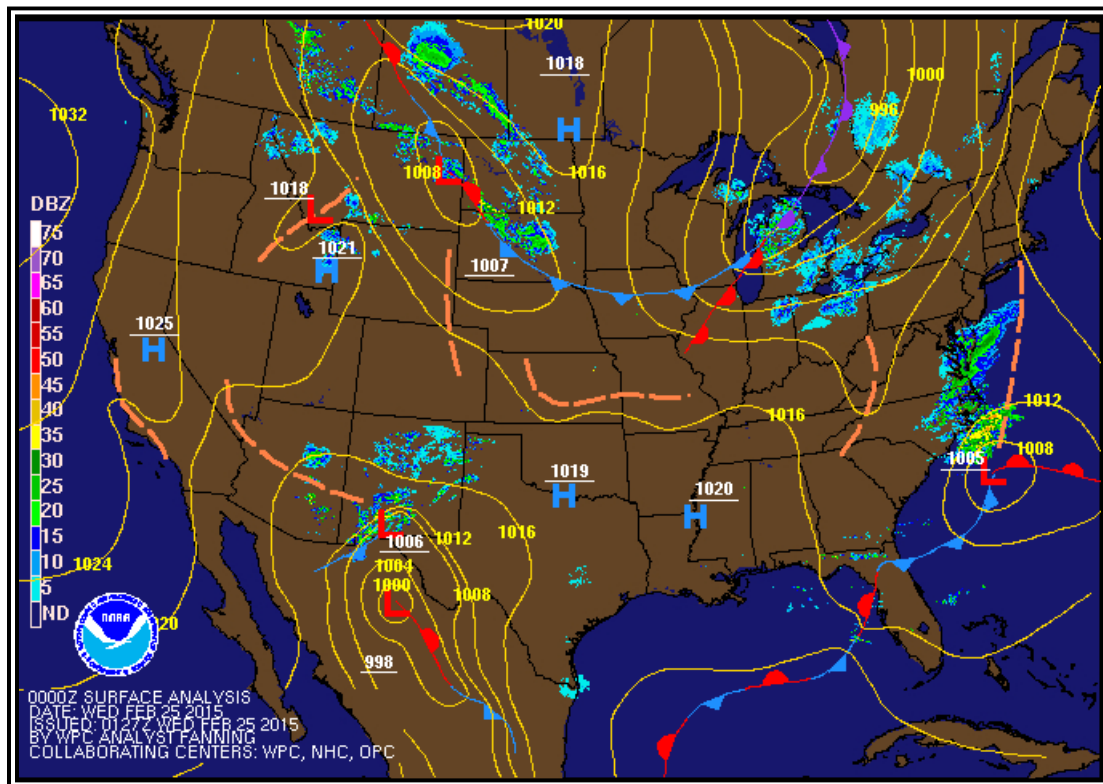 1020
1018
H
1000
996
1032
1008
L
1016
1018
L
1012
DBZ
75
70
65
60
55
50
45
40
35
30
25
20
15
10
5
ND
1021
H
1007
1025
H
1016
1012
1008
1005
L
1019
H
1020
H
1016
L
1012
1006
1004
1000
1008
L
998
1024
1020
NOAA
0000Z SURFACE ANALYSIS
DATE: WED FEB 25 2015
ISSUED: 0127Z WED FEB 25 2015
BY WPC ANALYST FANNING
COLLABORATING CENTERS: WPC, NHC, OPC